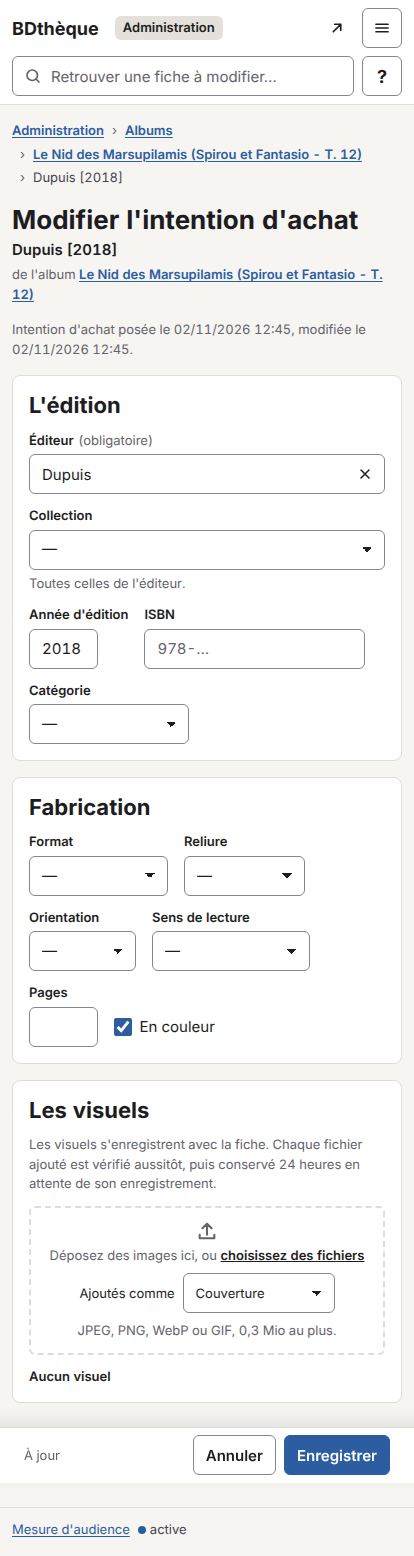 BDthèque Administration
Retrouver une fiche à modifier... ?
Administration › Albums
› Le Nid des Marsupilamis (Spirou et Fantasio - T. 12)
› Dupuis [2018]
Modifier l'intention d'achat
Dupuis [2018]
de l'album Le Nid des Marsupilamis (Spirou et Fantasio - T.
12)
Intention d'achat posée le 02/11/2026 12:45, modifiée le
02/11/2026 12:45.
L'édition
Éditeur (obligatoire)
Dupuis
Collection
—
Toutes celles de l'éditeur.
Année d'édition ISBN
2018 978-...
Catégorie
—
Fabrication
Format Reliure
— —
Orientation Sens de lecture
— —
Pages
En couleur
Les visuels
Les visuels s'enregistrent avec la fiche. Chaque fichier
ajouté est vérifié aussitôt, puis conservé 24 heures en
attente de son enregistrement.
Déposez des images ici, ou choisissez des fichiers
Ajoutés comme Couverture
JPEG, PNG, WebP ou GIF, 0,3 Mio au plus.
Aucun visuel
À jour Annuler Enregistrer
Mesure d'audience active